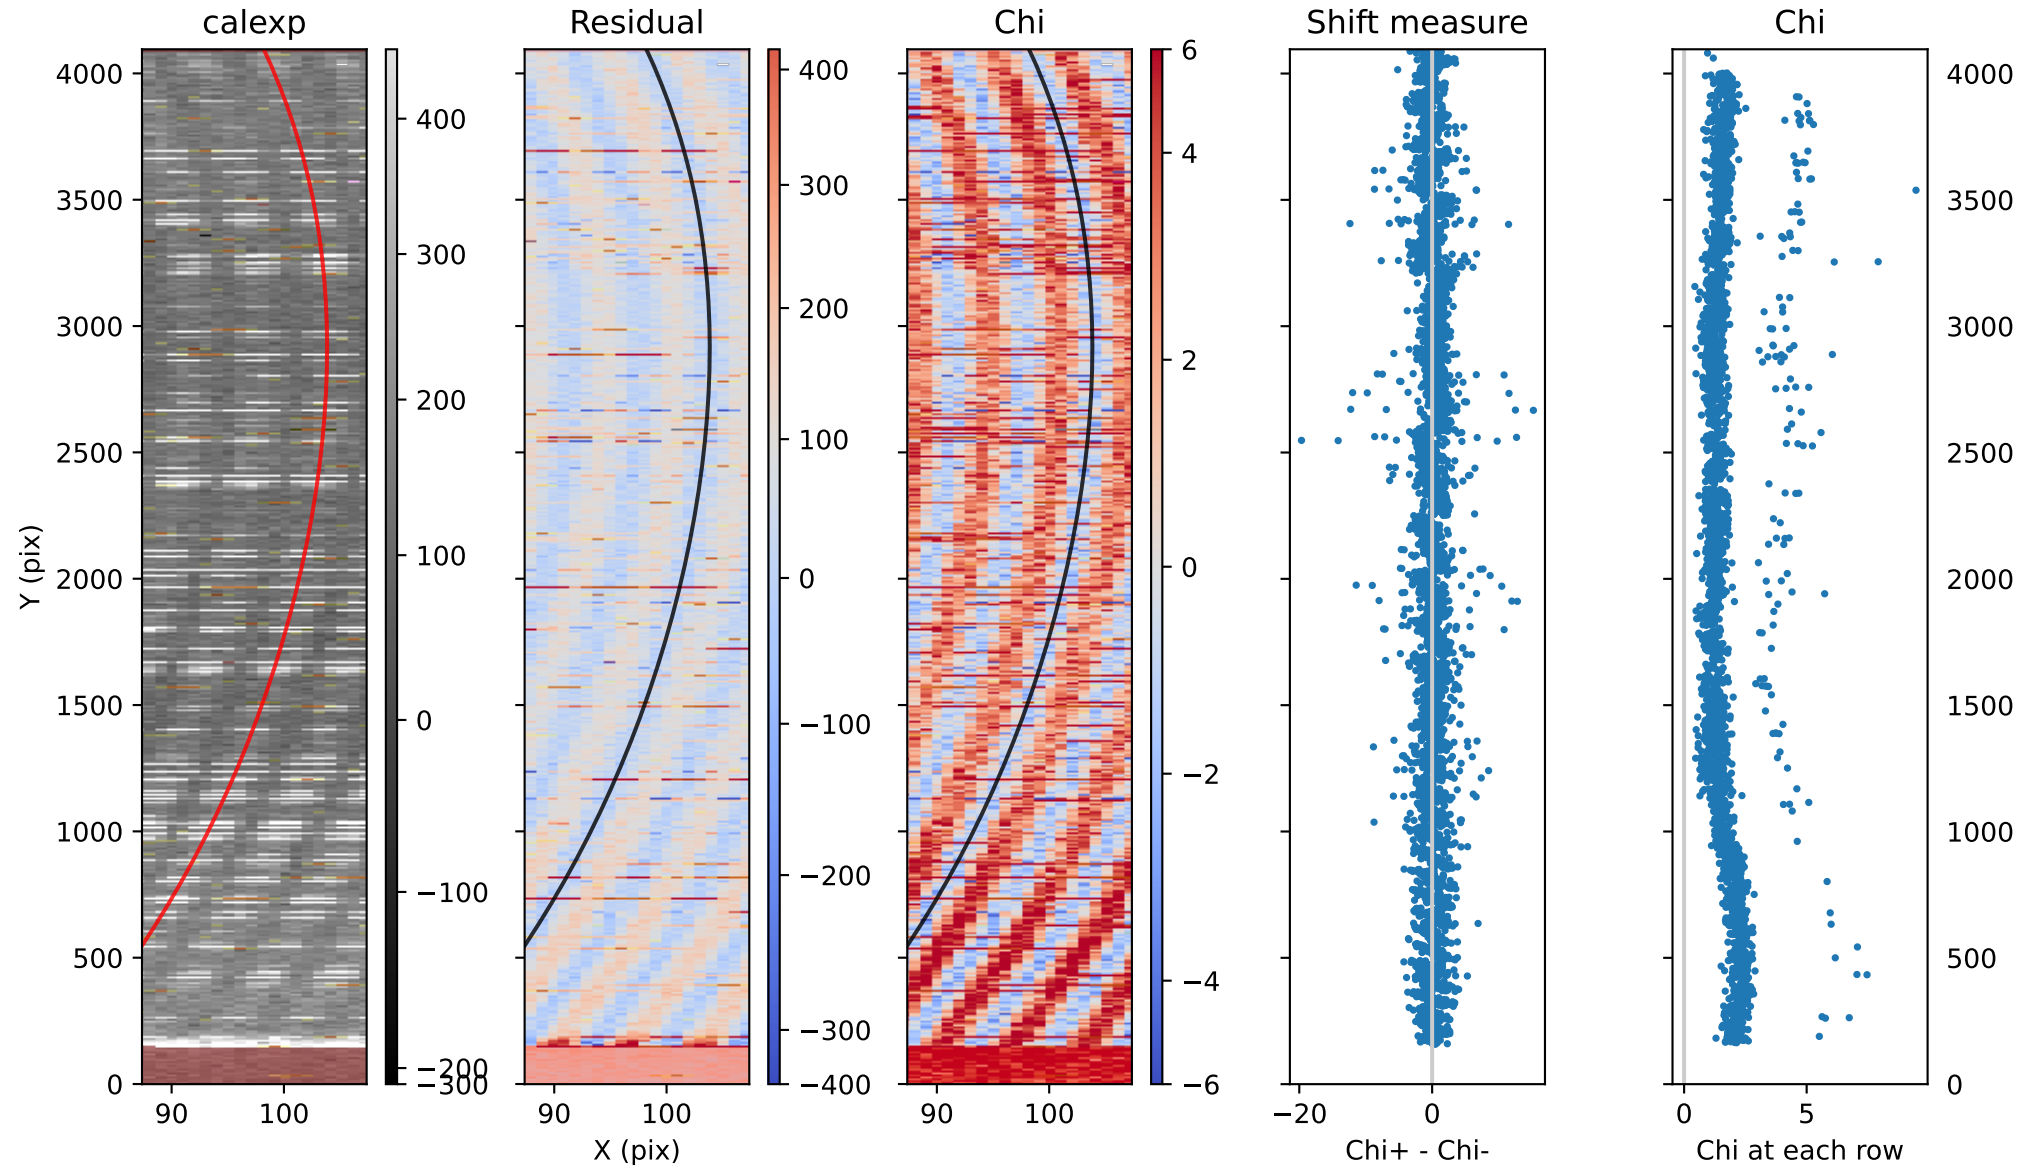 calexp Residual Chi Shift measure Chi
4000 400 400 6 4000
3500 300 300 4 3500
3000 200 200 2 3000
2500 100 100 0 2500
2000 0 0 −2 2000
1500 −100 −100 −4 1500
1000 −200 −200 −6 1000
500 −300 −300 500
0 −400 0
Y (pix)
90 100 90 100 90 100 −20 0 0 5
X (pix) Chi+ - Chi- Chi at each row